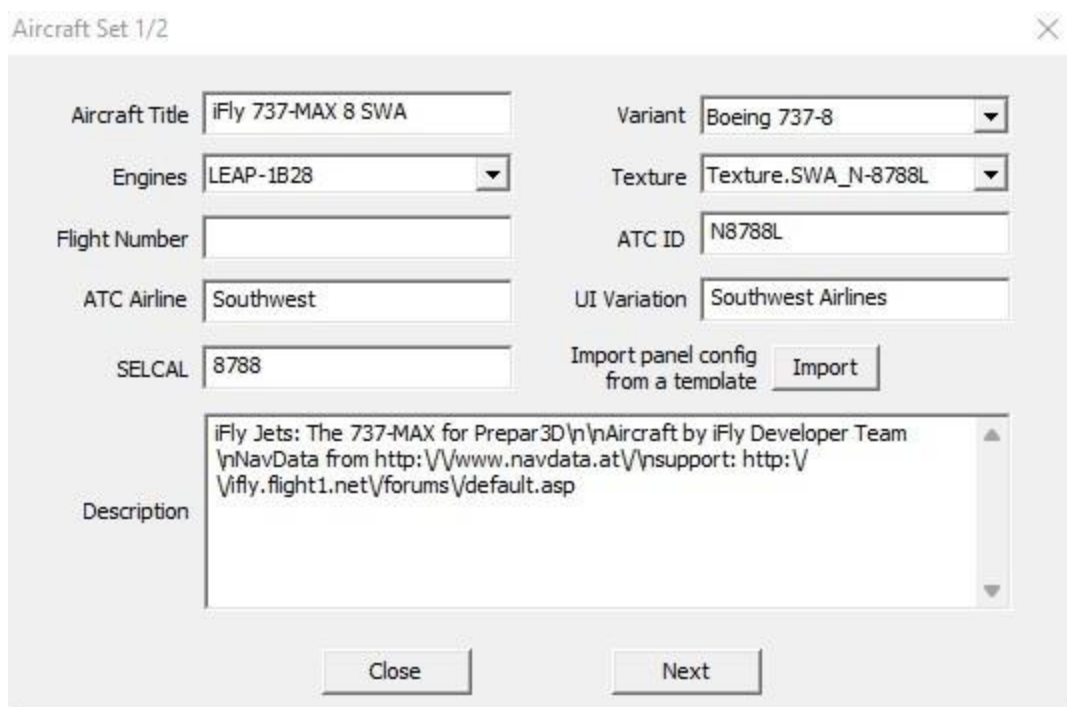 Aircraft Set 1/2
Aircraft Title iFly 737-MAX 8 SWA Variant Boeing 737-8
Engines LEAP-1B28 Texture Texture.SWA_N-8788L
Flight Number ATC ID N8788L
ATC Airline Southwest UI Variation Southwest Airlines
SELCAL 8788 Import panel config
from a template Import
iFly Jets: The 737-MAX for Prepar3D\n\nAircraft by iFly Developer Team
\nNavData from http:\/\/www.navdata.at\/\nsupport: http:\/
\/ifly.flight1.net\/forums\/default.asp
Description
Close Next